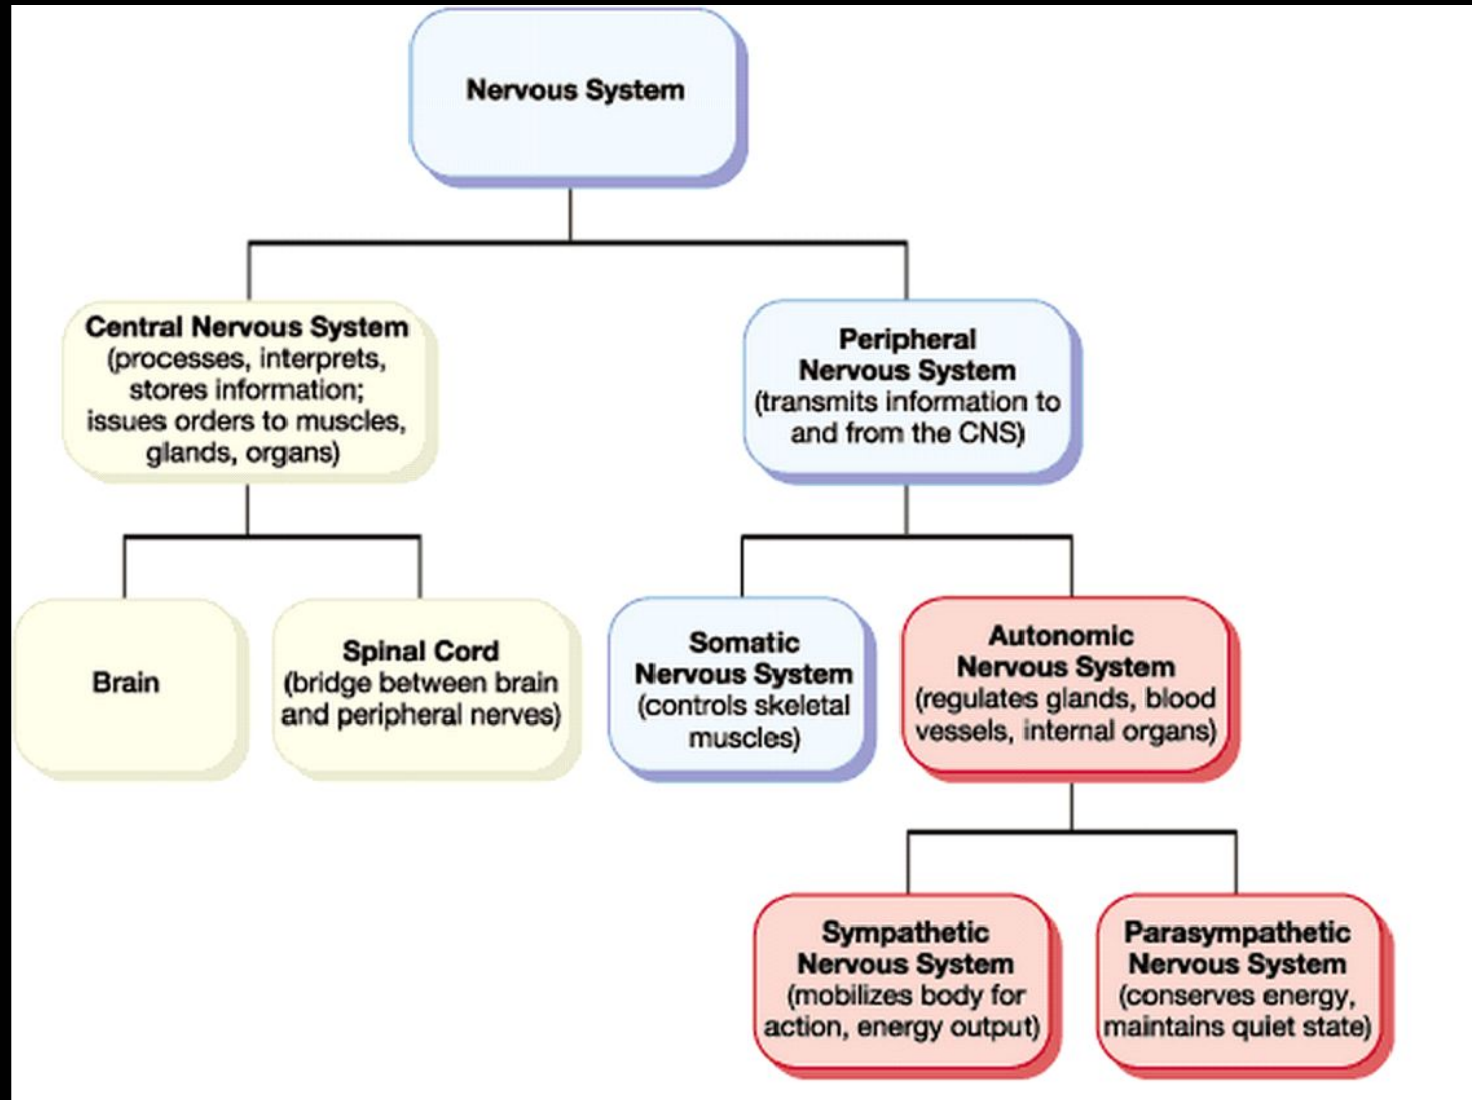 Nervous System
Central Nervous System
(processes, interprets,
stores information;
issues orders to muscles,
glands, organs)
Peripheral
Nervous System
(transmits information to
and from the CNS)
Brain
Spinal Cord
(bridge between brain
and peripheral nerves)
Somatic
Nervous System
(controls skeletal
muscles)
Autonomic
Nervous System
(regulates glands, blood
vessels, internal organs)
Sympathetic
Nervous System
(mobilizes body for
action, energy output)
Parasympathetic
Nervous System
(conserves energy,
maintains quiet state)